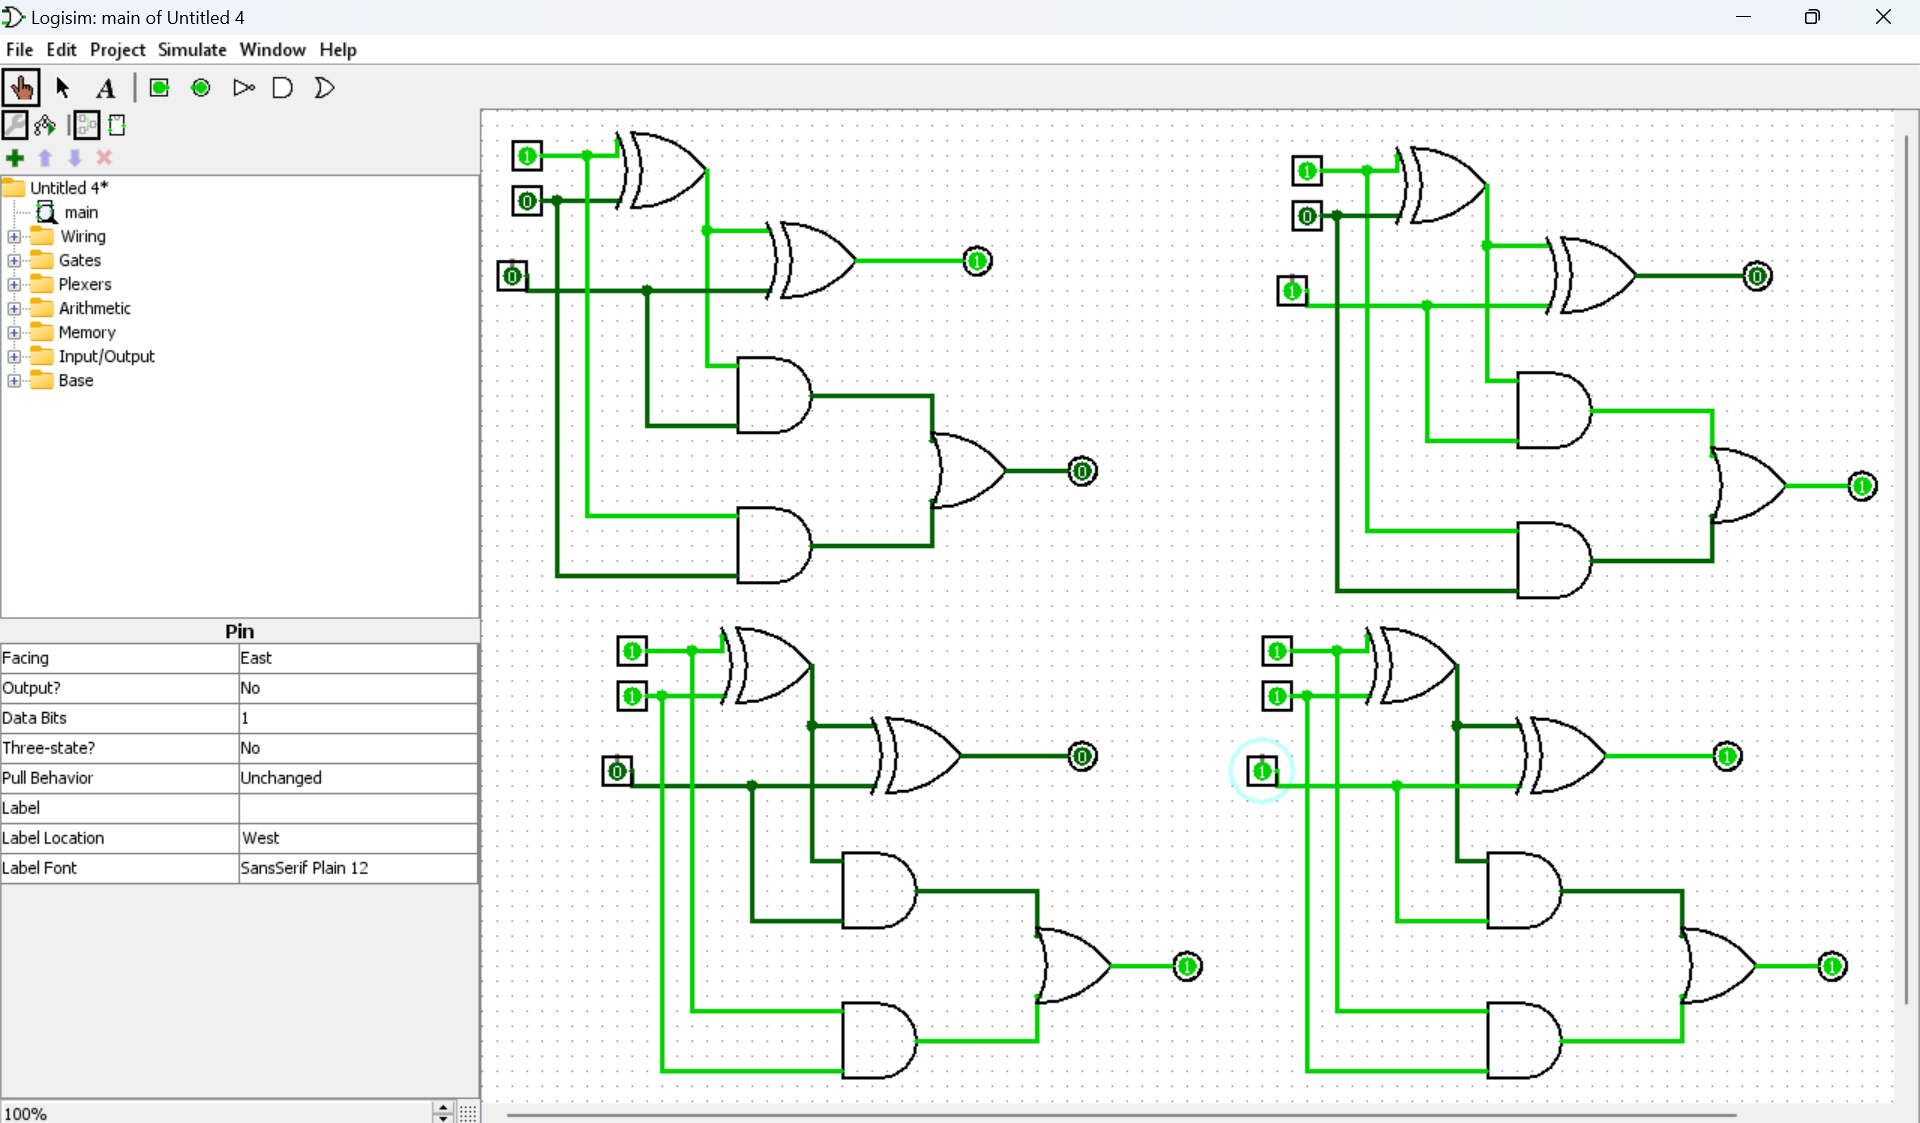 Logisim: main of Untitled 4
File Edit Project Simulate Window Help
A
Untitled 4*
main
Wiring
Gates
Plexers
Arithmetic
Memory
Input/Output
Base
Pin
Facing East
Output? No
Data Bits 1
Three-state? No
Pull Behavior Unchanged
Label
Label Location West
Label Font SansSerif Plain 12
100%
1
0
0
1
0
1
0
1
0
1
1
1
0
0
1
1
1
1
1
1